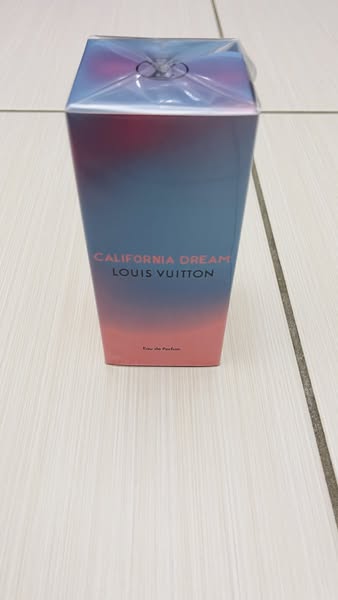 CALIFORNIA DREAM
LOUIS VUITTON
Eau de Parfum